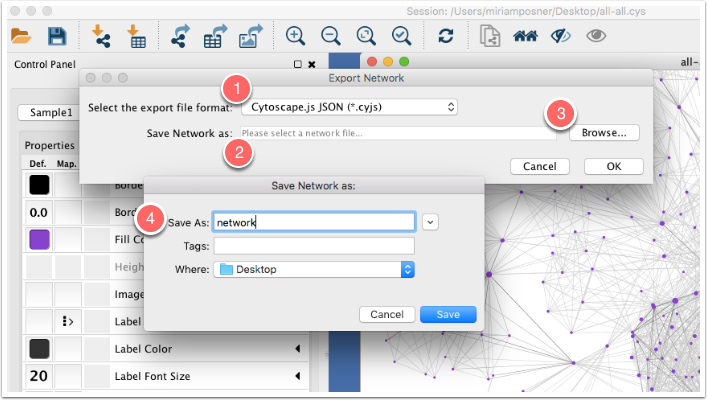 Session: /Users/miriamposner/Desktop/all-all.cys
Control Panel
all-
Export Network
1
Select the export file format: Cytoscape.js JSON (*.cyjs)
3
Sample1
Save Network as: Please select a network file...
Browse...
2
Properties
Cancel
OK
Def. Map.
Save Network as:
4
Save As: network
0.0
Tags:
Fill Co
Where: Desktop
Heigh
Imag
Cancel
Save
Label
Label Color
20 Label Font Size